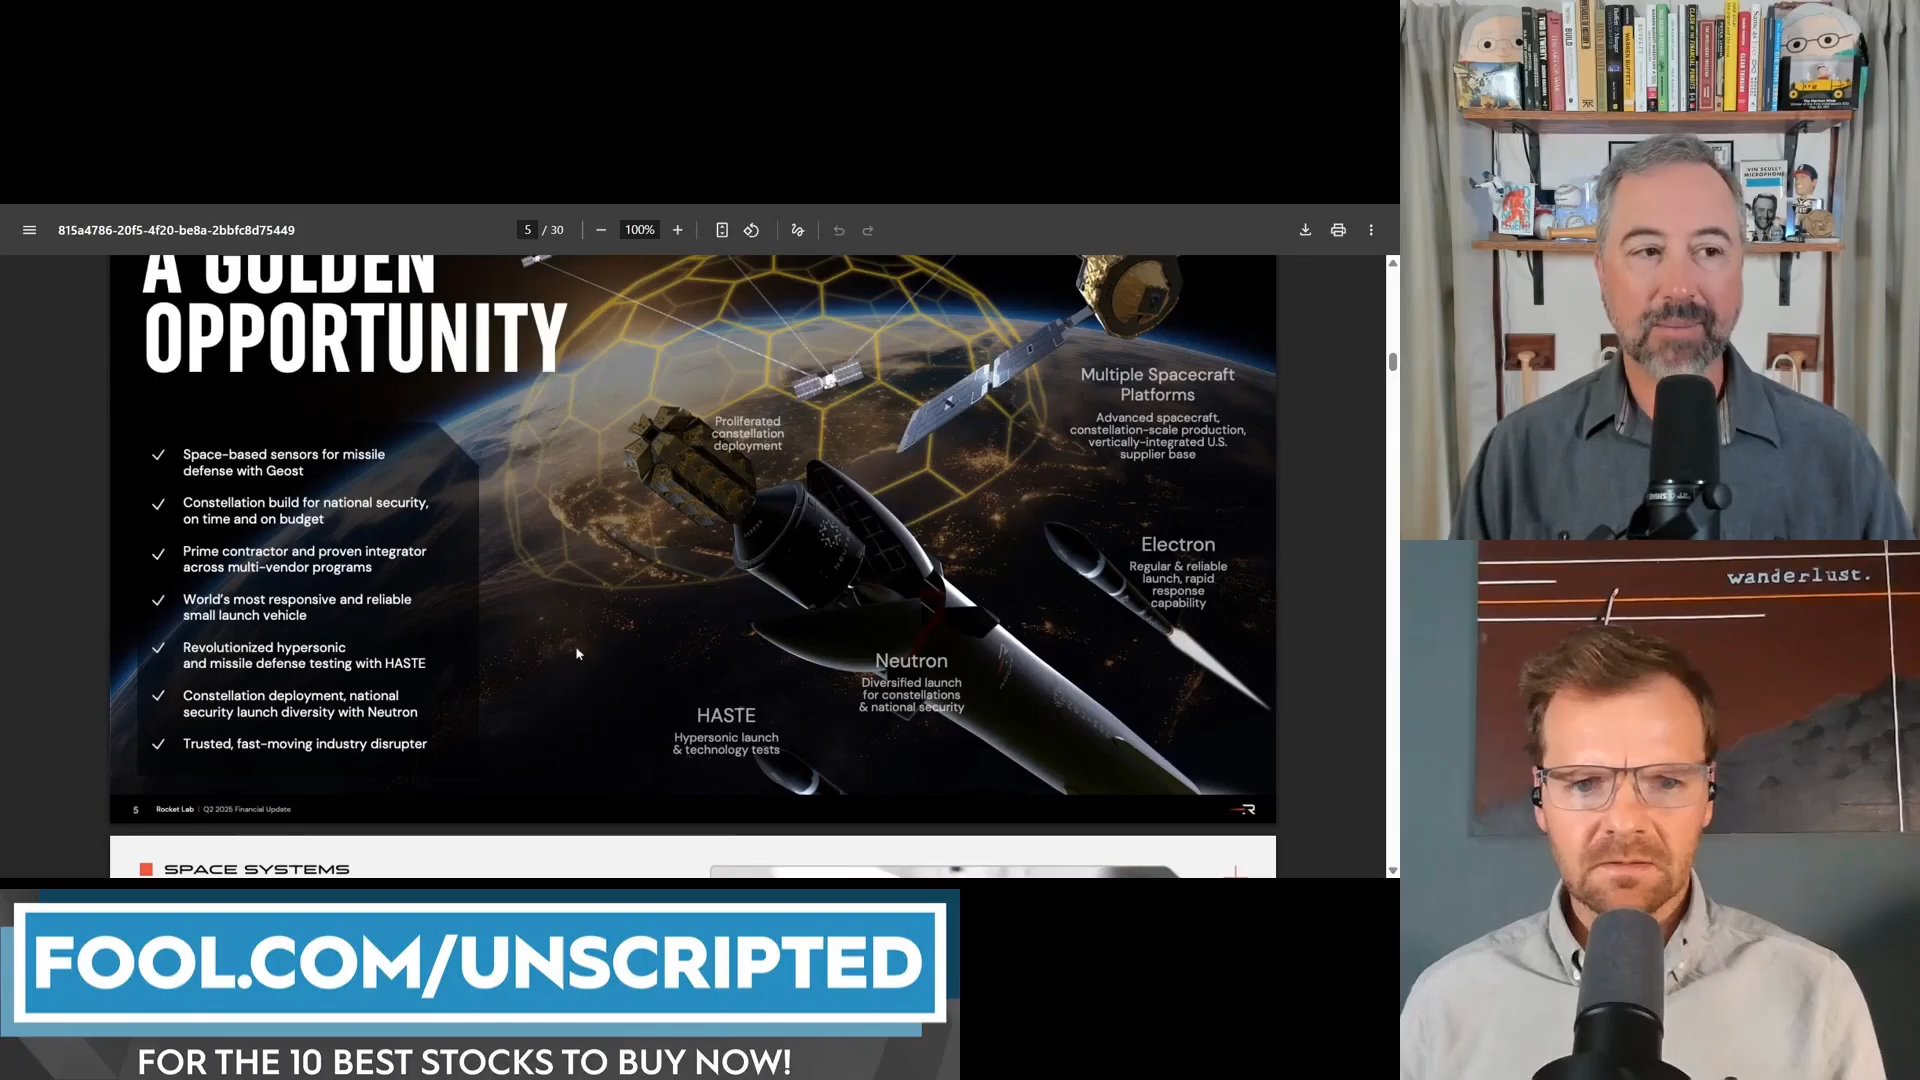 815a4786-20f5-4f20-be8a-2bbfc8d75449
5 / 30
100%
A GOLDEN
OPPORTUNITY
Space-based sensors for missile
defense with Geost
Constellation build for national security,
on time and on budget
Prime contractor and proven integrator
across multi-vendor programs
World's most responsive and reliable
small launch vehicle
Revolutionized hypersonic
and missile defense testing with HASTE
Constellation deployment, national
security launch diversity with Neutron
Trusted, fast-moving industry disrupter
Proliferated
constellation
deployment
Multiple Spacecraft
Platforms
Advanced spacecraft,
constellation-scale production,
vertically-integrated U.S.
supplier base
Electron
Regular & reliable
launch, rapid
response
capability
Neutron
Diversified launch
for constellations
& national security
HASTE
Hypersonic launch
& technology tests
5 Rocket Lab | Q2 2025 Financial Update
SPACE SYSTEMS
FOOL.COM/UNSCRIPTED
FOR THE 10 BEST STOCKS TO BUY NOW!
BUILD
VIN SCULLY
MICROPHONE
wanderlust.